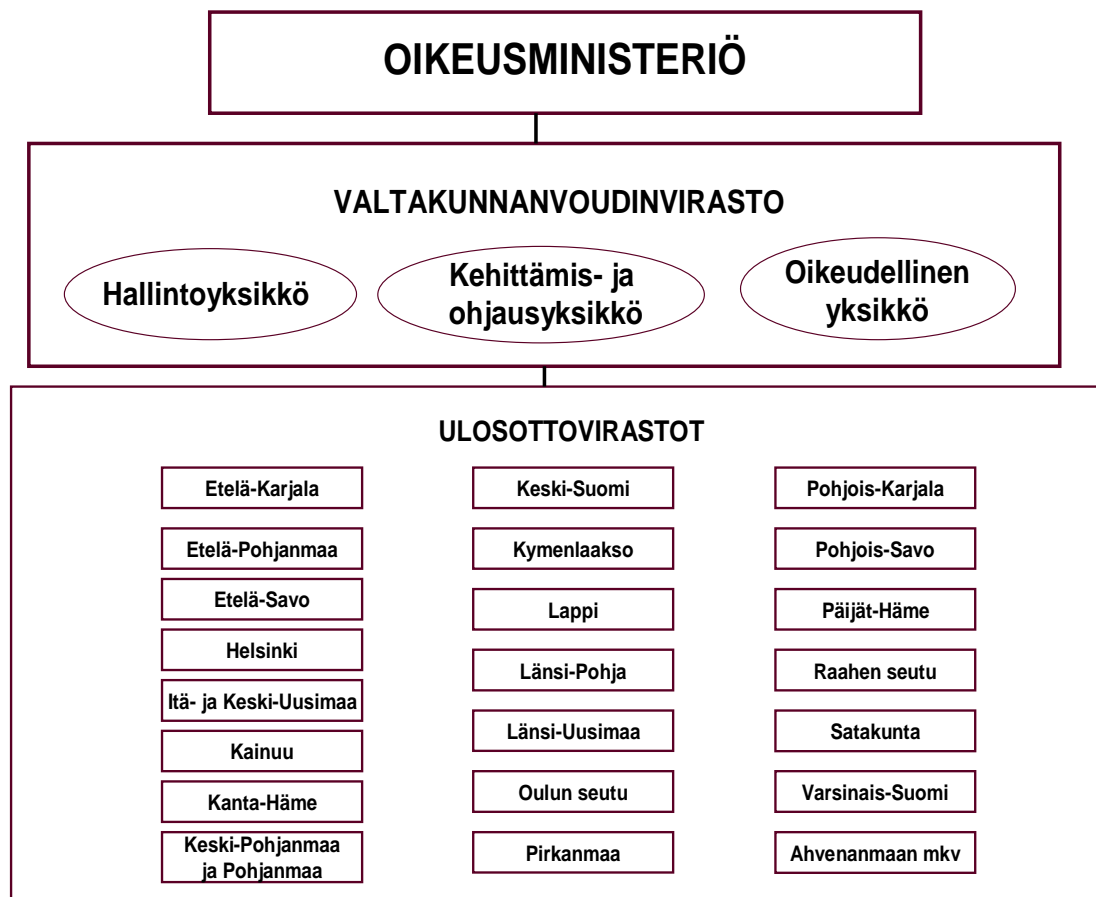 OIKEUSMINISTERIÖ
VALTAKUNNANVOUDINVIRASTO
Hallintoyksikkö
Kehittämis- ja
ohjausyksikkö
Oikeudellinen
yksikkö
ULOSOTTOVIRASTOT
Etelä-Karjala
Etelä-Pohjanmaa
Etelä-Savo
Helsinki
Itä- ja Keski-Uusimaa
Kainuu
Kanta-Häme
Keski-Pohjanmaa
ja Pohjanmaa
Keski-Suomi
Kymenlaakso
Lappi
Länsi-Pohja
Länsi-Uusimaa
Oulun seutu
Pirkanmaa
Pohjois-Karjala
Pohjois-Savo
Päijät-Häme
Raahen seutu
Satakunta
Varsinais-Suomi
Ahvenanmaan mkv